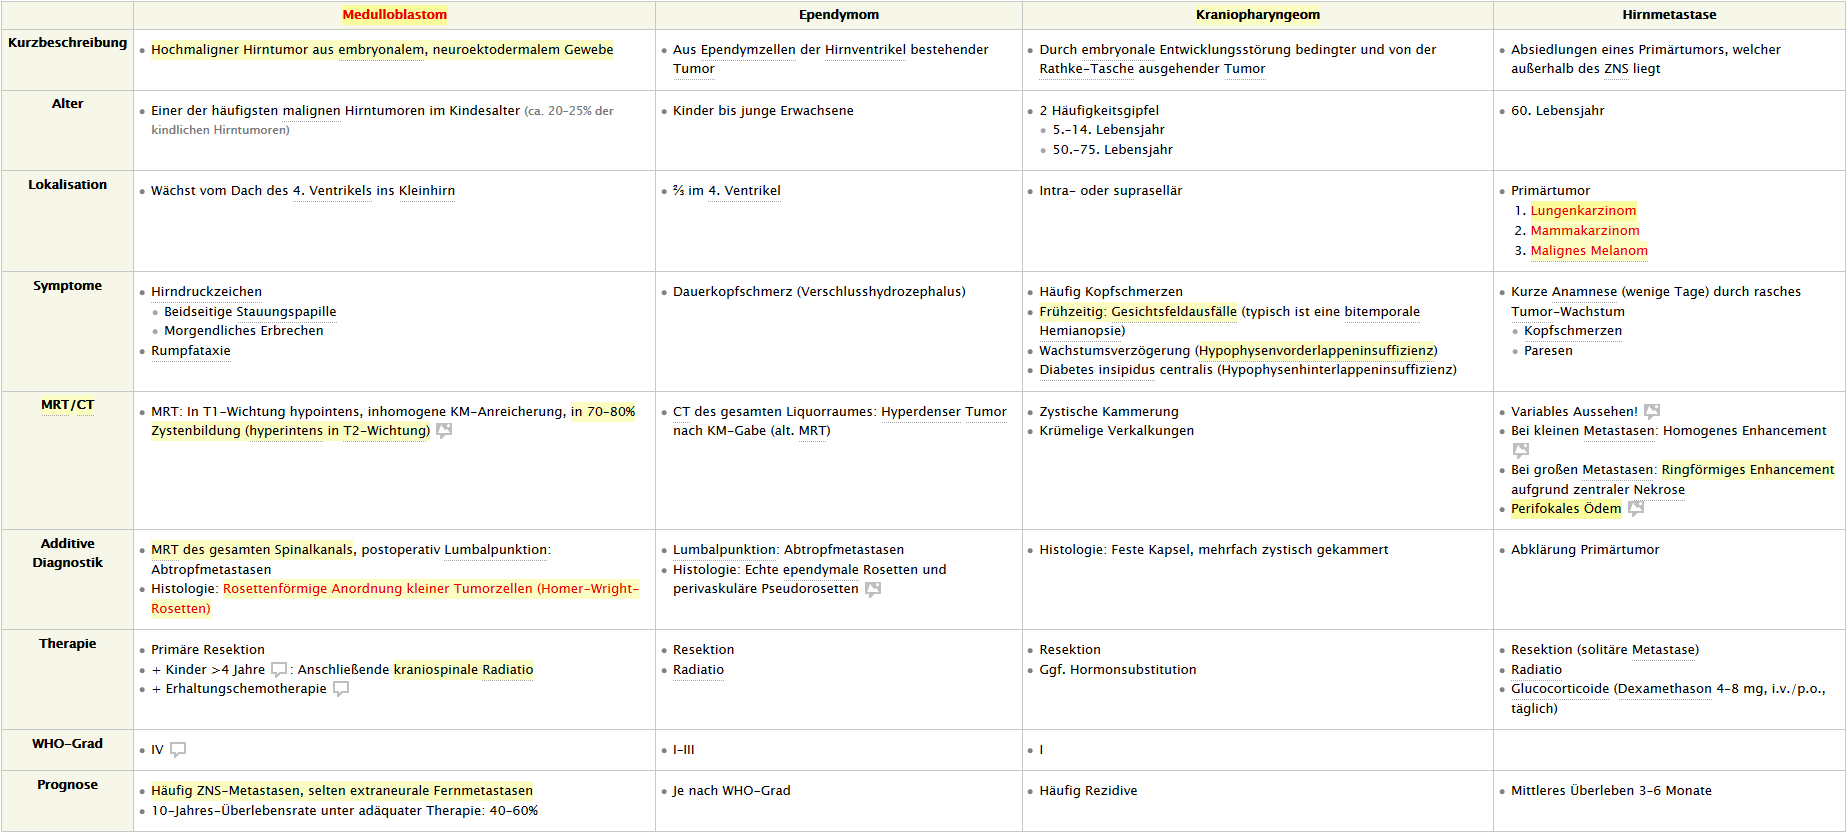 Medulloblastom Ependymom Kraniopharyngeom Hirnmetastase
Kurzbeschreibung
Hochmaligner Hirntumor aus embryonalem, neuroektodermalem Gewebe
Aus Ependymzellen der Hirnventrikel bestehender
Tumor
Durch embryonale Entwicklungsstörung bedingter und von der
Rathke-Tasche ausgehender Tumor
Absiedlungen eines Primärtumors, welcher
außerhalb des ZNS liegt
Alter
Einer der häufigsten malignen Hirntumoren im Kindesalter (ca. 20–25% der
kindlichen Hirntumoren)
Kinder bis junge Erwachsene
2 Häufigkeitsgipfel
5.–14. Lebensjahr
50.–75. Lebensjahr
60. Lebensjahr
Lokalisation
Wächst vom Dach des 4. Ventrikels ins Kleinhirn
⅔ im 4. Ventrikel
Intra- oder suprasellär
Primärtumor
1. Lungenkarzinom
2. Mammakarzinom
3. Malignes Melanom
Symptome
Hirndruckzeichen
Beidseitige Stauungspapille
Morgendliches Erbrechen
Rumpfataxie
Dauerkopfschmerz (Verschlusshydrozephalus)
Häufig Kopfschmerzen
Frühzeitig: Gesichtsfeldausfälle (typisch ist eine bitemporale
Hemianopsie)
Wachstumsverzögerung (Hypophysenvorderlappeninsuffizienz)
Diabetes insipidus centralis (Hypophysenhinterlappeninsuffizienz)
Kurze Anamnese (wenige Tage) durch rasches
Tumor-Wachstum
Kopfschmerzen
Paresen
MRT/CT
MRT: In T1-Wichtung hypointens, inhomogene KM-Anreicherung, in 70–80%
Zystenbildung (hyperintens in T2-Wichtung)
CT des gesamten Liquorraumes: Hyperdenser Tumor
nach KM-Gabe (alt. MRT)
Zystische Kammerung
Krümelige Verkalkungen
Variables Aussehen!
Bei kleinen Metastasen: Homogenes Enhancement
Bei großen Metastasen: Ringförmiges Enhancement
aufgrund zentraler Nekrose
Perifokales Ödem
Additive
Diagnostik
MRT des gesamten Spinalkanals, postoperativ Lumbalpunktion:
Abtropfmetastasen
Histologie: Rosettenförmige Anordnung kleiner Tumorzellen (Homer-Wright-
Rosetten)
Lumbalpunktion: Abtropfmetastasen
Histologie: Echte ependymale Rosetten und
perivaskuläre Pseudorosetten
Histologie: Feste Kapsel, mehrfach zystisch gekammert
Abklärung Primärtumor
Therapie
Primäre Resektion
+ Kinder >4 Jahre : Anschließende kraniospinale Radiatio
+ Erhaltungschemotherapie
Resektion
Radiatio
Resektion
Ggf. Hormonsubstitution
Resektion (solitäre Metastase)
Radiatio
Glucocorticoide (Dexamethason 4–8 mg, i.v./p.o.,
täglich)
WHO-Grad
IV
I–III
I
Prognose
Häufig ZNS-Metastasen, selten extraneurale Fernmetastasen
10-Jahres-Überlebensrate unter adäquater Therapie: 40–60%
Je nach WHO-Grad
Häufig Rezidive
Mittleres Überleben 3–6 Monate